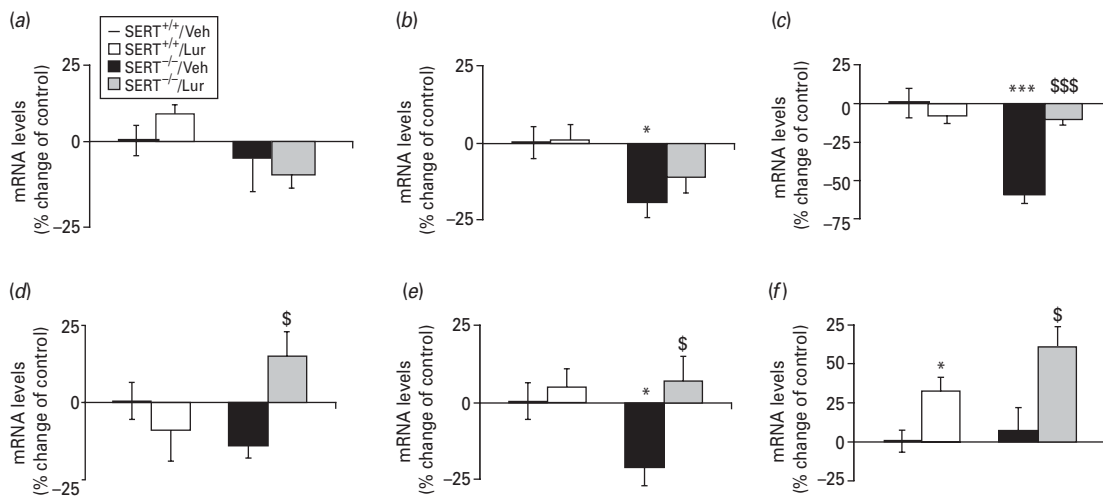 (a)
SERT+/+/Veh
SERT+/+/Lur
SERT−/−/Veh
SERT−/−/Lur
25
0
−25
mRNA levels
(% change of control)
(b)
25
0
−25
mRNA levels
(% change of control)
*
(c)
25
0
−25
−50
−75
mRNA levels
(% change of control)
***
$$$
(d)
25
0
−25
mRNA levels
(% change of control)
$
(e)
25
0
−25
mRNA levels
(% change of control)
*
$
(f)
25
50
25
0
−25
mRNA levels
(% change of control)
*
$